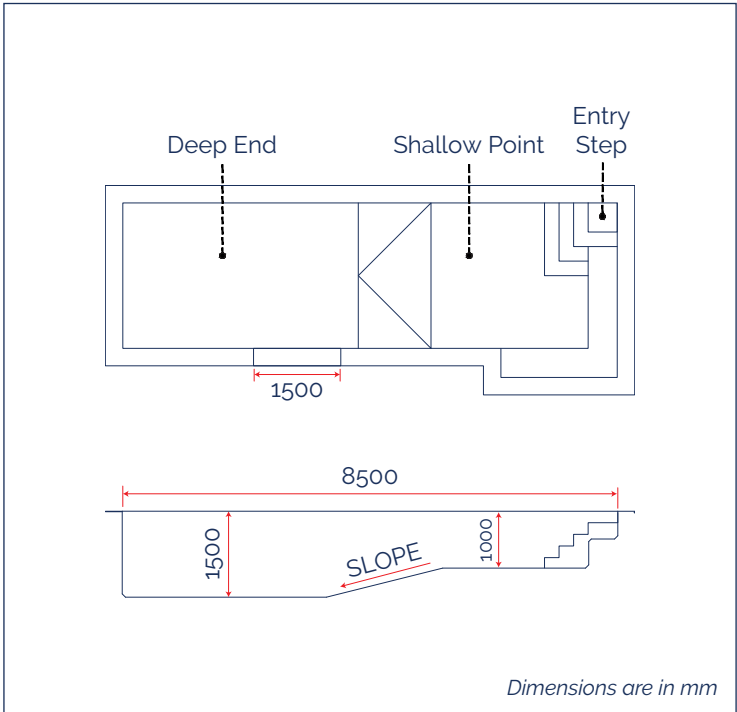 Entry
Step
Deep End
Shallow Point
1500
8500
1500
1000
SLOPE
Dimensions are in mm